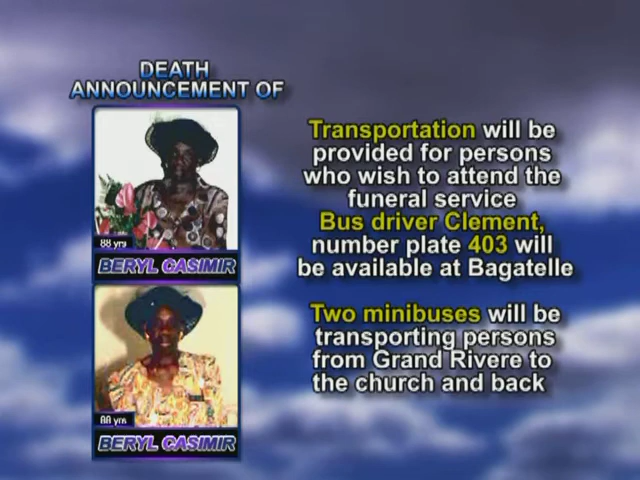 DEATH
ANNOUNCEMENT OF
88 yrs
BERYL CASIMIR
88 yrs
BERYL CASIMIR
Transportation will be
provided for persons
who wish to attend the
funeral service
Bus driver Clement,
number plate 403 will
be available at Bagatelle
Two minibuses will be
transporting persons
from Grand Rivere to
the church and back